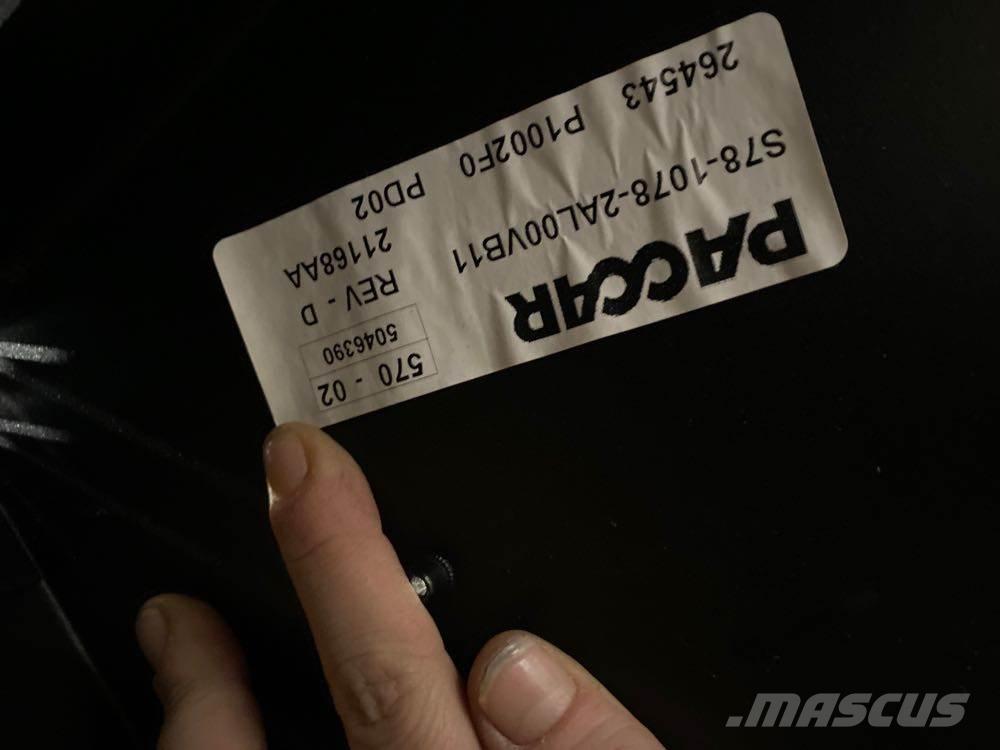 570 - 02
5046390
PACCAR
REV - D
S78-1078-2AL00VB11
21168AA
264543 P1002F0 PD02
.MASCUS